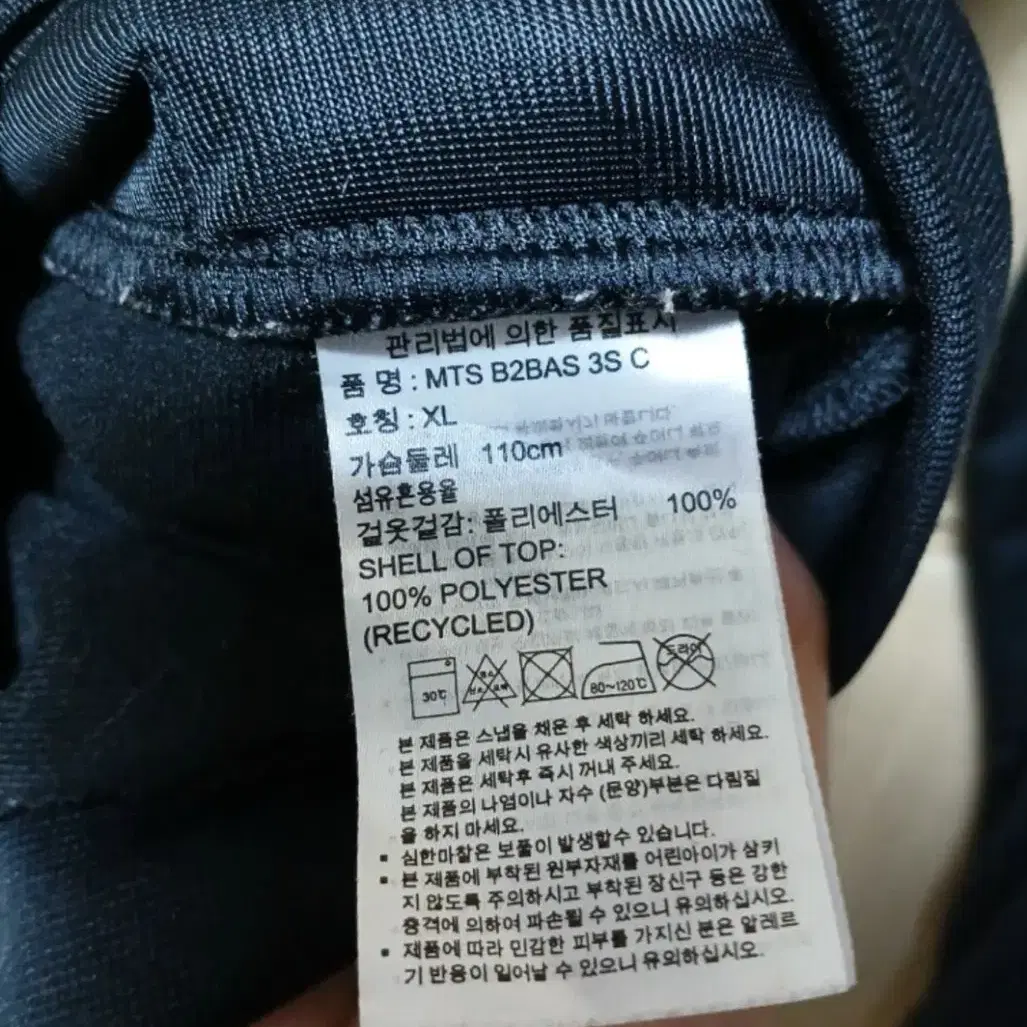 판리법에 의한 품질표시
품 명 : MTS B2BAS 3S C
호칭 : XL
가슴둘레 110cm
섬유혼용율
겉옷겉감: 폴리에스터 100%
SHELL OF TOP:
100% POLYESTER
(RECYCLED)
30℃
80~120℃
드라이
본 제품은 스냅을 채운 후 세탁 하세요.
본 제품을 세탁시 유사한 색상끼리 세탁 하세요.
본 제품은 세탁후 즉시 꺼내 주세요.
본 제품의 나염이나 자수 (문양)부분은 다림질
을 하지 마세요.
▪ 심한마찰은 보풀이 발생할수 있습니다.
▪ 본 제품에 부착된 원부자재를 어린아이가 삼키
지 않도록 주의하시고 부착된 장신구 등은 강한
충격에 의하여 파손될 수 있으니 유의하십시오.
▪ 제품에 따라 민감한 피부를 가지신 분은 알레르
기 반응이 일어날 수 있으니 유의하십시오.